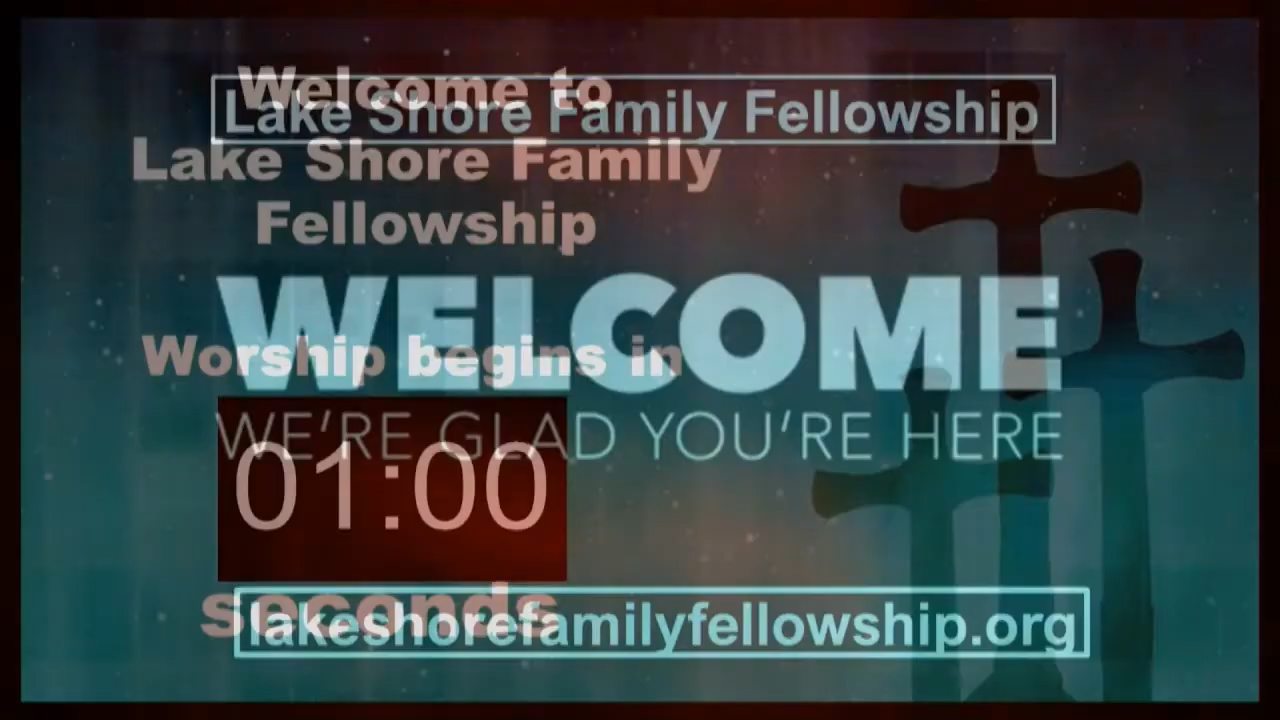 Welcome to
Lake Shore Family Fellowship
Lake Shore Family
Fellowship
WELCOME
Worship begins in
WE'RE GLAD YOU'RE HERE
01:00
seconds
lakeshorefamilyfellowship.org